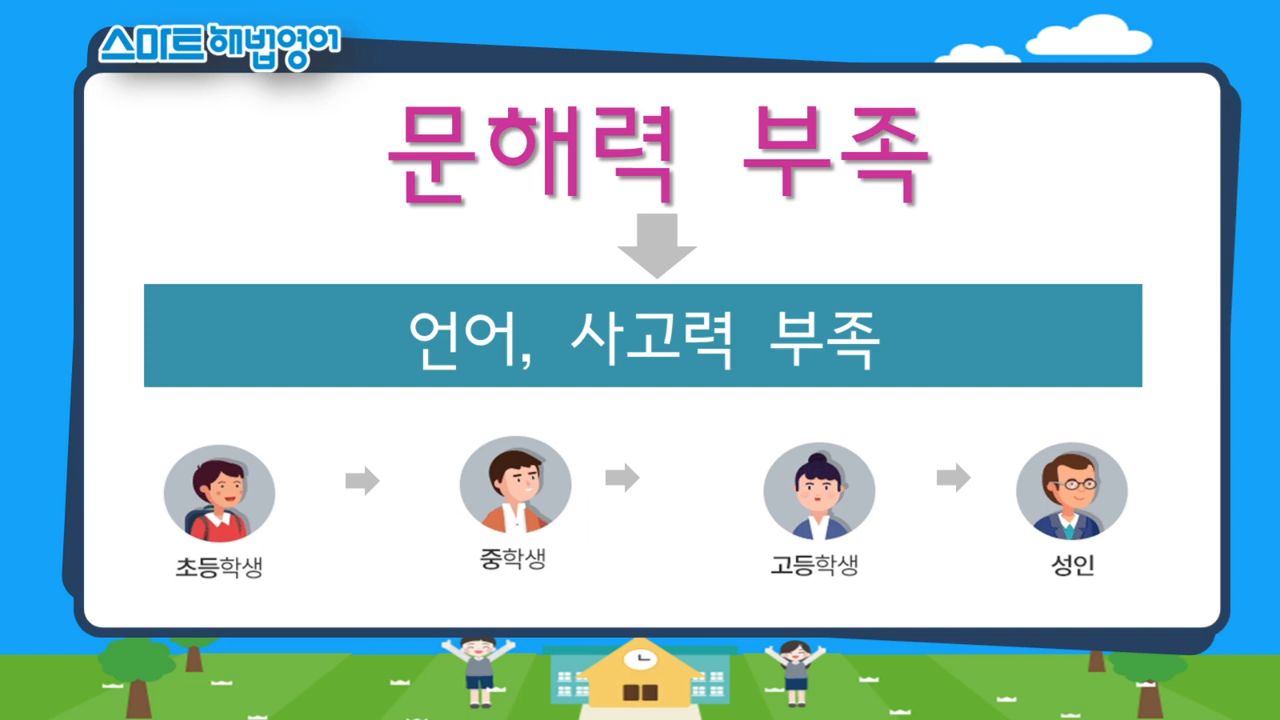 스마트해법영어
문해력 부족
언어, 사고력 부족
초등학생
중학생
고등학생
성인